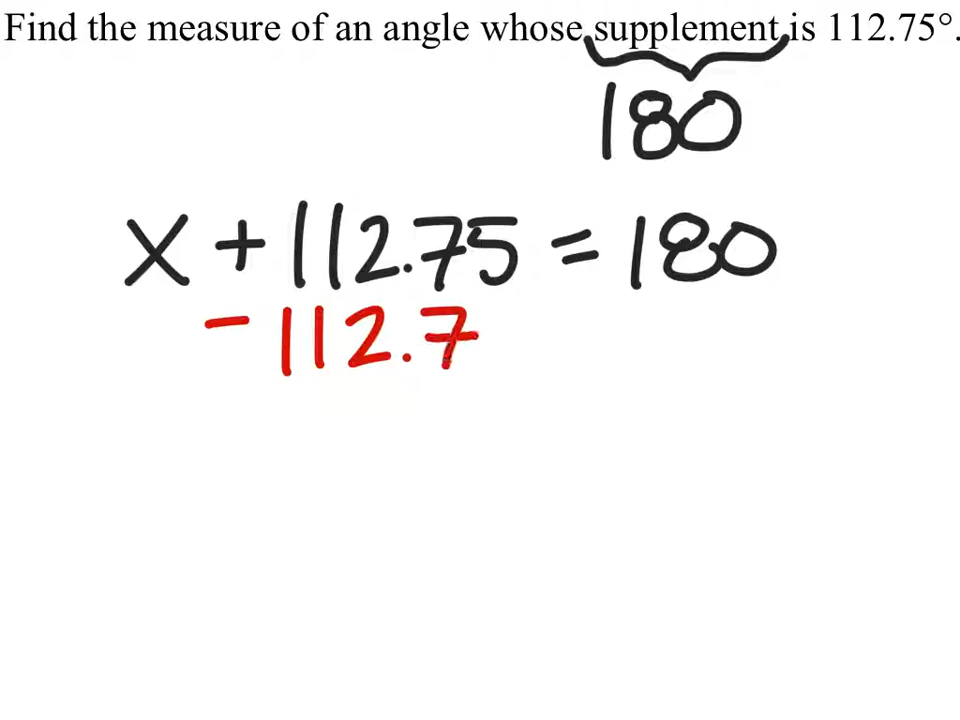 Find the measure of an angle whose supplement is 112.75°.
180
x + 112.75 = 180
- 112.7